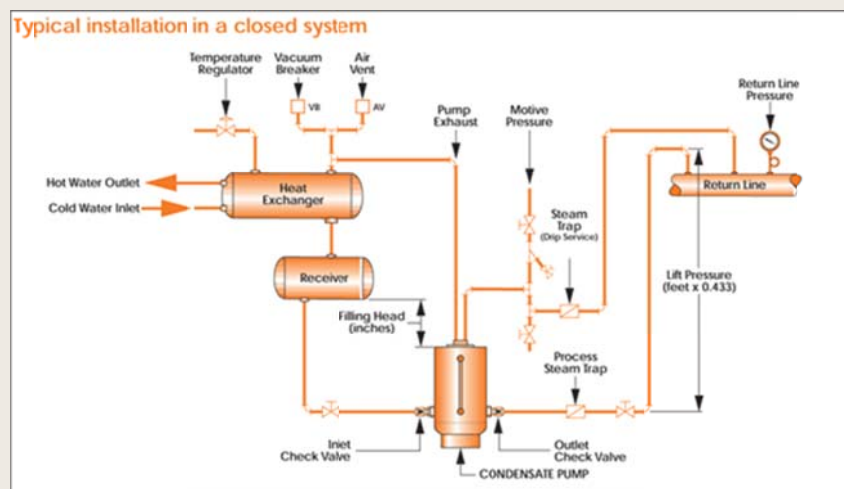 Typical installation in a closed system
Temperature
Regulator
Vacuum
Breaker
Air
Vent
VB
AV
Pump
Exhaust
Motive
Pressure
Return Line
Pressure
Hot Water Outlet
Cold Water Inlet
Heat
Exchanger
Return Line
Steam
Trap
(Drip Service)
Receiver
Lift Pressure
(feet x 0.433)
Filling Head
(inches)
Process
Steam Trap
Inlet
Check Valve
Outlet
Check Valve
CONDENSATE PUMP